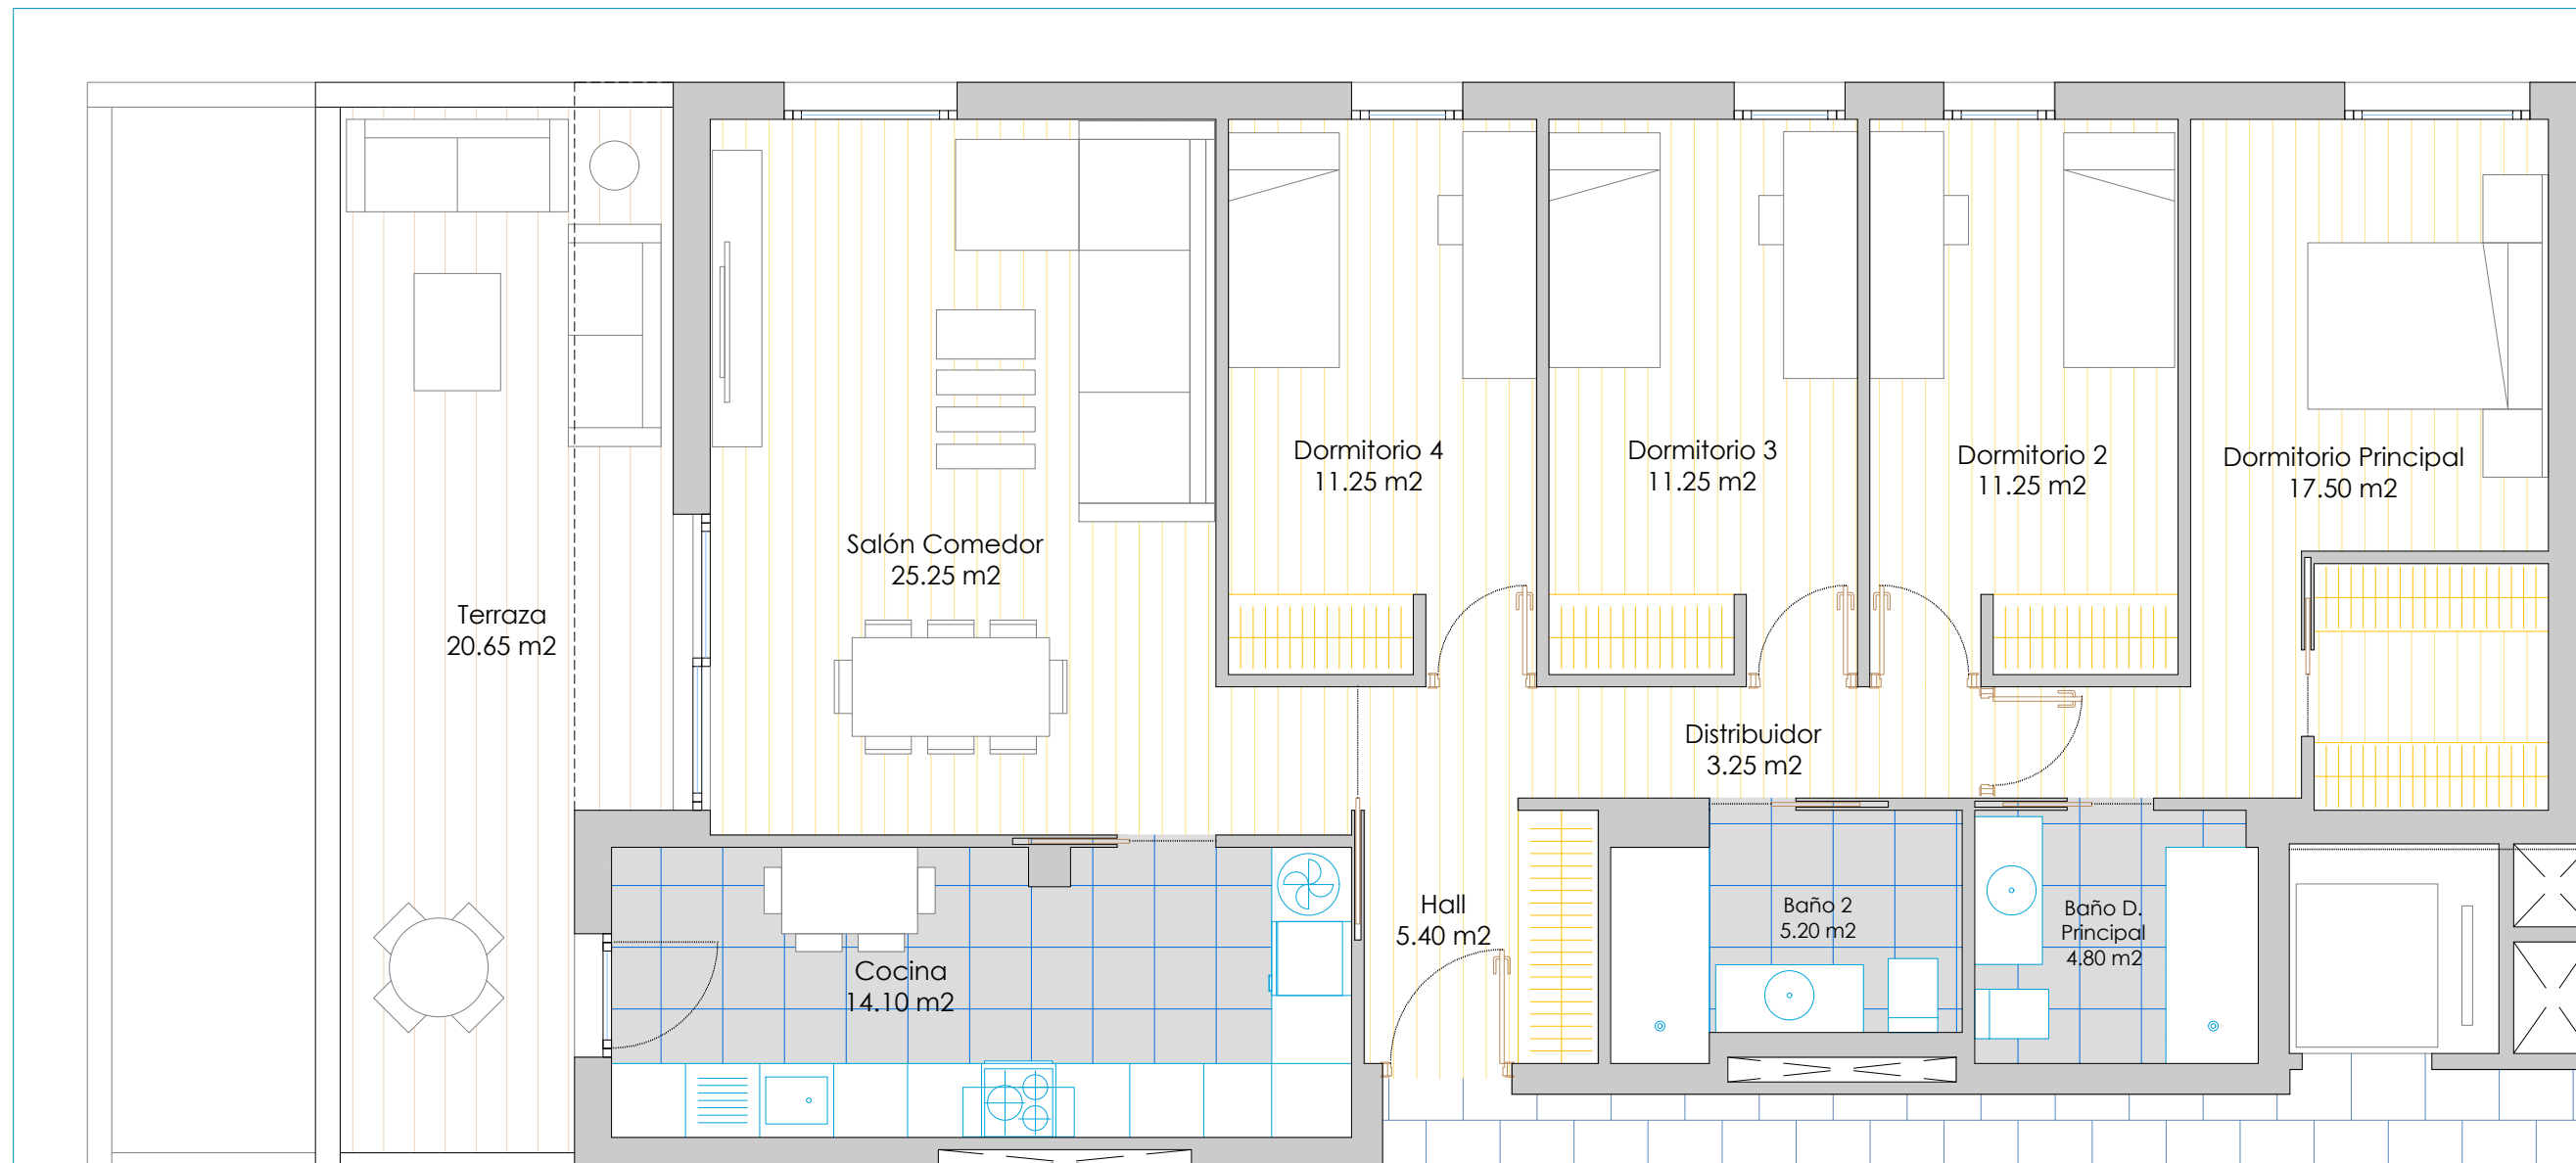 Dormitorio 4
11.25 m2
Dormitorio 3
11.25 m2
Dormitorio 2
11.25 m2
Dormitorio Principal
17.50 m2
Salón Comedor
25.25 m2
Terraza
20.65 m2
Distribuidor
3.25 m2
Hall
5.40 m2
Baño 2
5.20 m2
Baño D.
Principal
4.80 m2
Cocina
14.10 m2